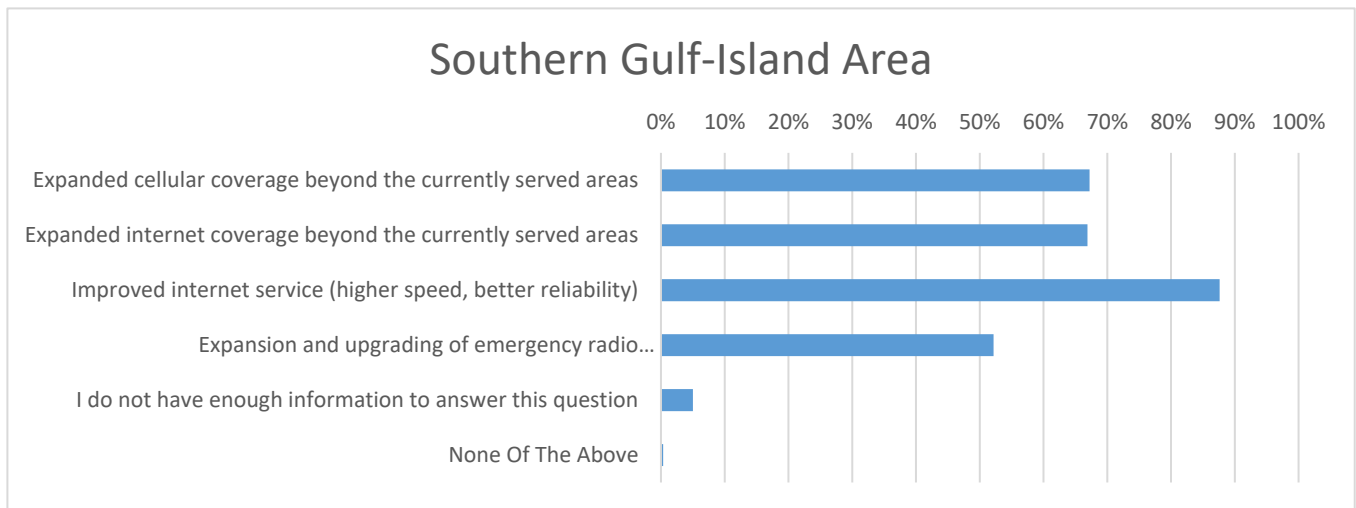 Southern Gulf-Island Area
0% 10% 20% 30% 40% 50% 60% 70% 80% 90% 100%
Expanded cellular coverage beyond the currently served areas
Expanded internet coverage beyond the currently served areas
Improved internet service (higher speed, better reliability)
Expansion and upgrading of emergency radio…
I do not have enough information to answer this question
None Of The Above